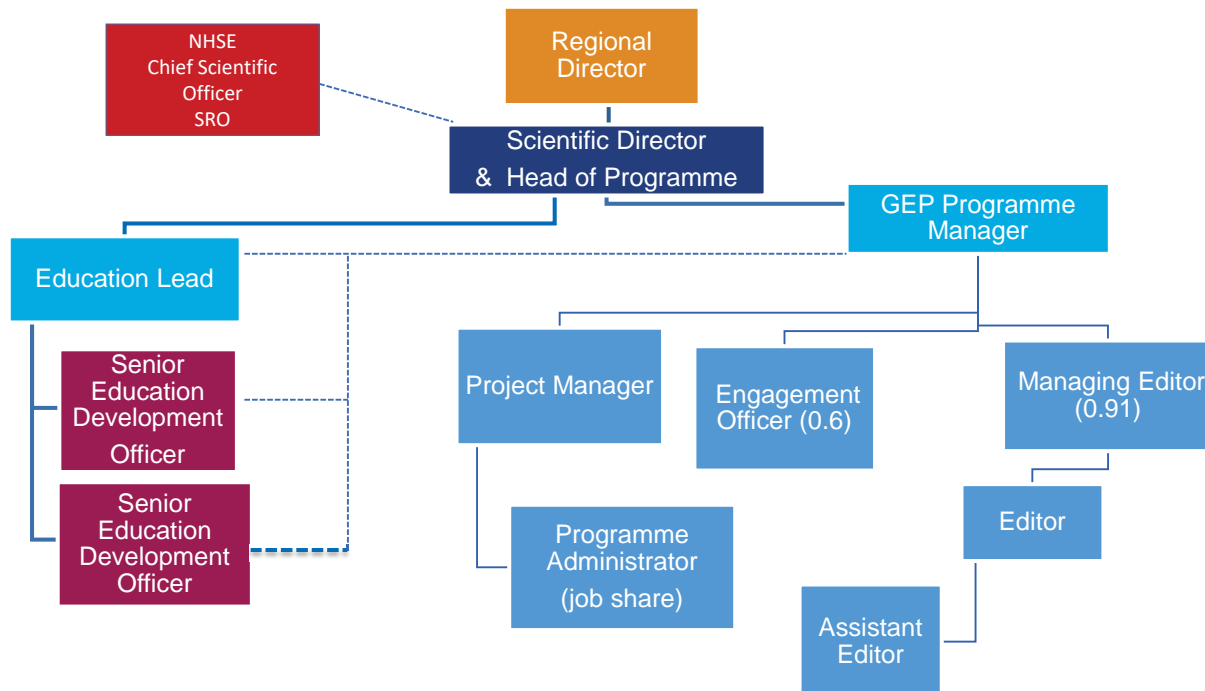 NHSE
Chief Scientific
Officer
SRO
Regional
Director
Scientific Director
& Head of Programme
GEP Programme
Manager
Education Lead
Senior
Education
Development
Officer
Senior
Education
Development
Officer
Project Manager
Engagement
Officer (0.6)
Managing Editor
(0.91)
Programme
Administrator
(job share)
Editor
Assistant
Editor